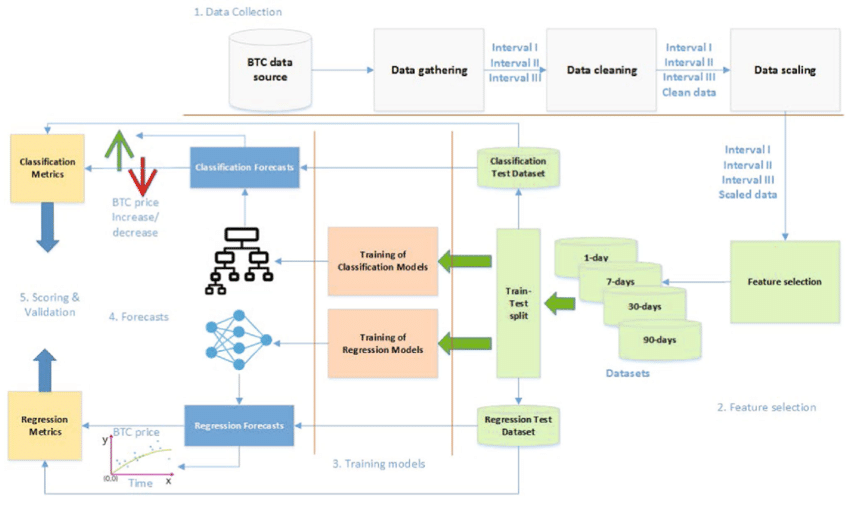 1. Data Collection
BTC data
source
Data gathering
Interval I
Interval II
Interval III
Data cleaning
Interval I
Interval II
Interval III
Clean data
Data scaling
Interval I
Interval II
Interval III
Scaled data
Classification
Metrics
BTC price
Increase/
decrease
Classification Forecasts
Classification
Test Dataset
Training of
Classification Models
Train-
Test
split
1-day
7-days
30-days
90-days
Datasets
Feature selection
2. Feature selection
5. Scoring &
Validation
4. Forecasts
Training of
Regression Models
Regression
Metrics
BTC price
y
(0,0)
Time
x
Regression Forecasts
Regression Test
Dataset
3. Training models